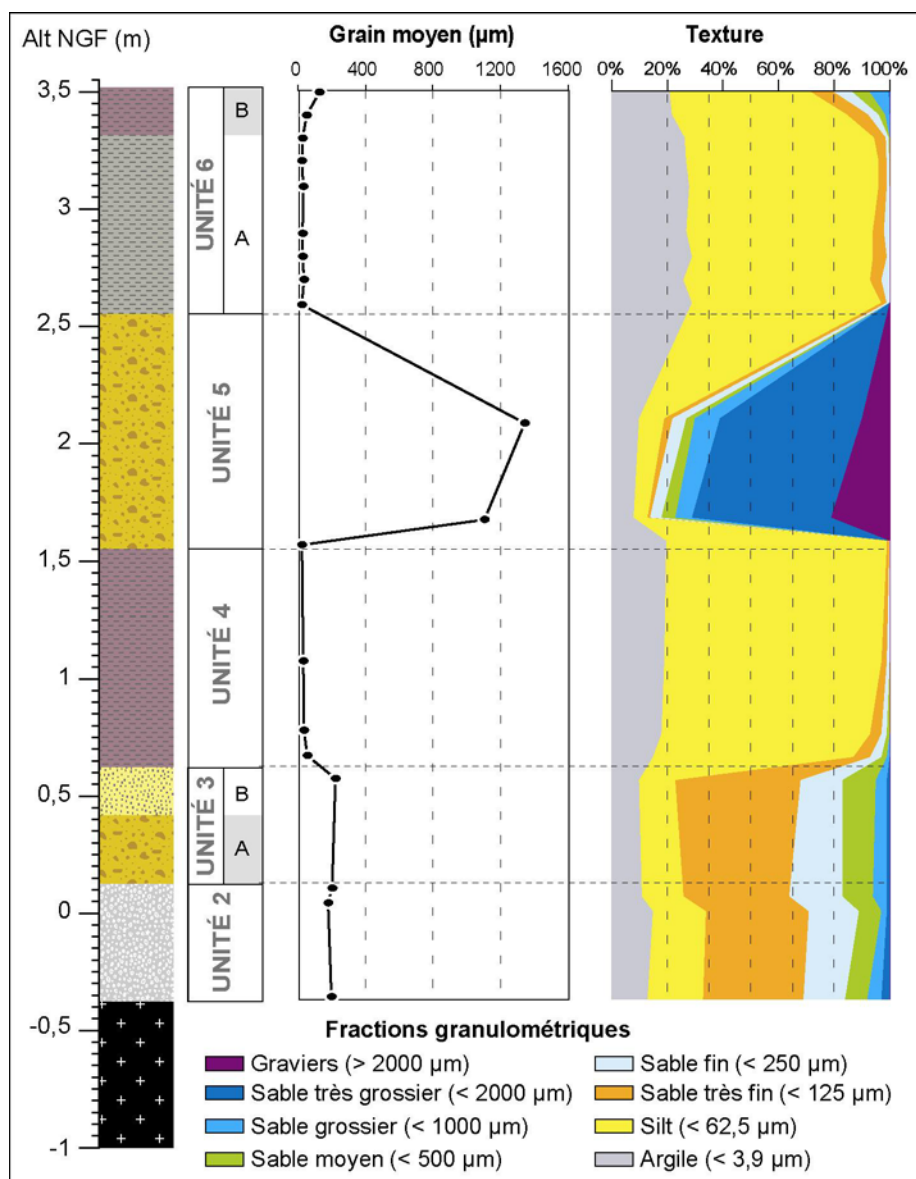 Alt NGF (m)
Grain moyen (µm)
Texture
0 400 800 1200 1600
0% 20% 40% 60% 80% 100%
3,5
3
2,5
2
1,5
1
0,5
0
-0,5
-1
UNITÉ 6
B
A
UNITÉ 5
UNITÉ 4
UNITÉ 3
B
A
UNITÉ 2
Fractions granulométriques
Graviers (> 2000 µm)
Sable très grossier (< 2000 µm)
Sable grossier (< 1000 µm)
Sable moyen (< 500 µm)
Sable fin (< 250 µm)
Sable très fin (< 125 µm)
Silt (< 62,5 µm)
Argile (< 3,9 µm)